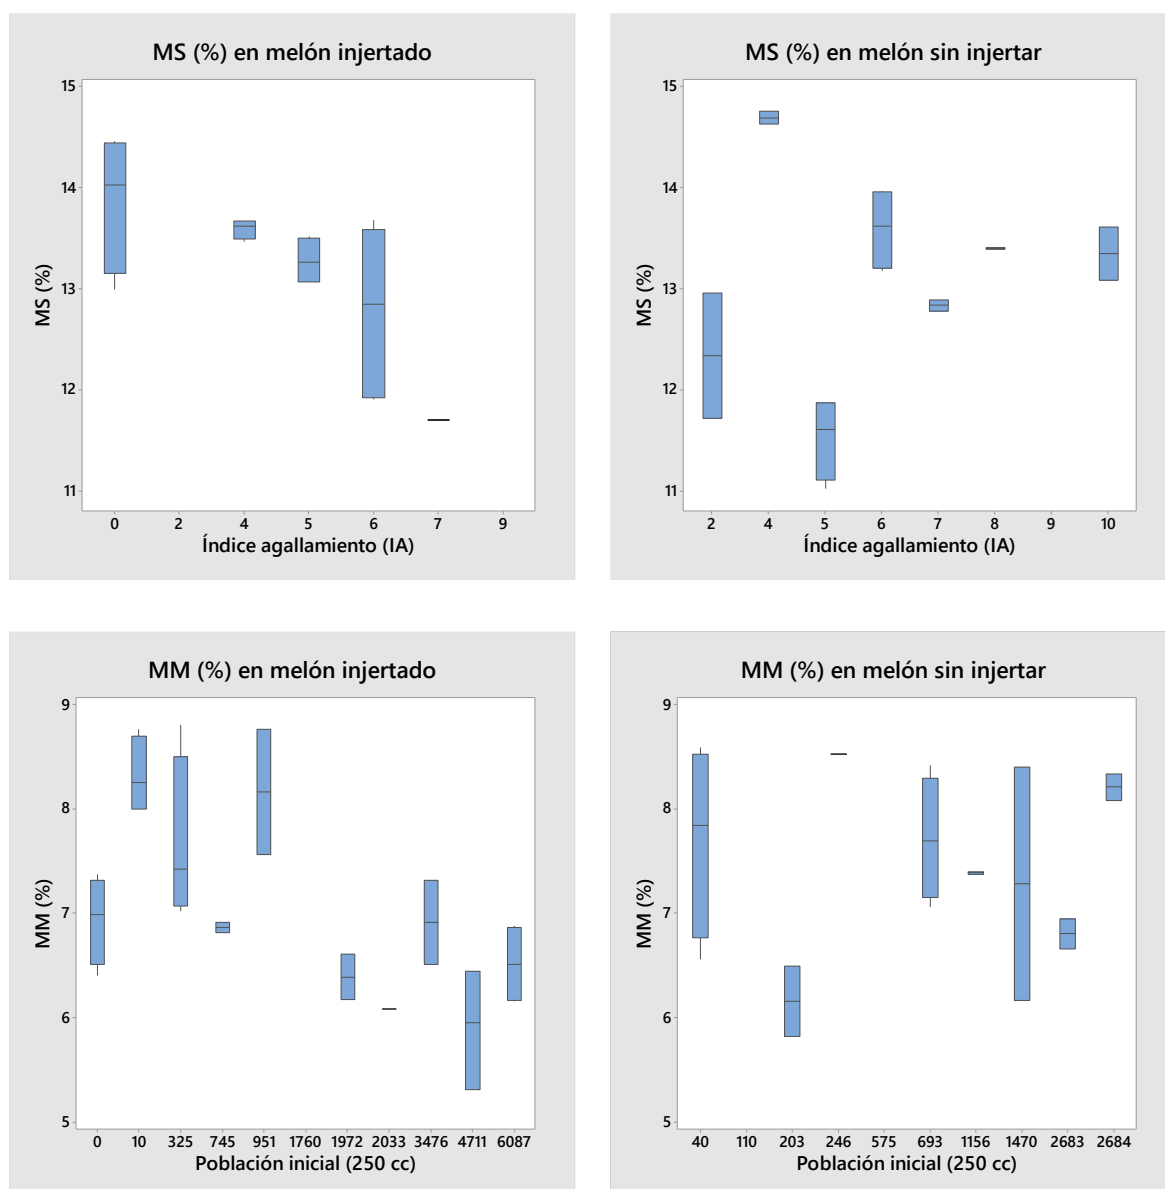 MS (%) en melón injertado
15
14
13
12
11
MS (%)
0 2 4 5 6 7 9
Índice agallamiento (IA)
MS (%) en melón sin injertar
15
14
13
12
11
MS (%)
2 4 5 6 7 8 9 10
Índice agallamiento (IA)
MM (%) en melón injertado
9
8
7
6
5
MM (%)
0 10 325 745 951 1760 1972 2033 3476 4711 6087
Población inicial (250 cc)
MM (%) en melón sin injertar
9
8
7
6
5
MM (%)
40 110 203 246 575 693 1156 1470 2683 2684
Población inicial (250 cc)